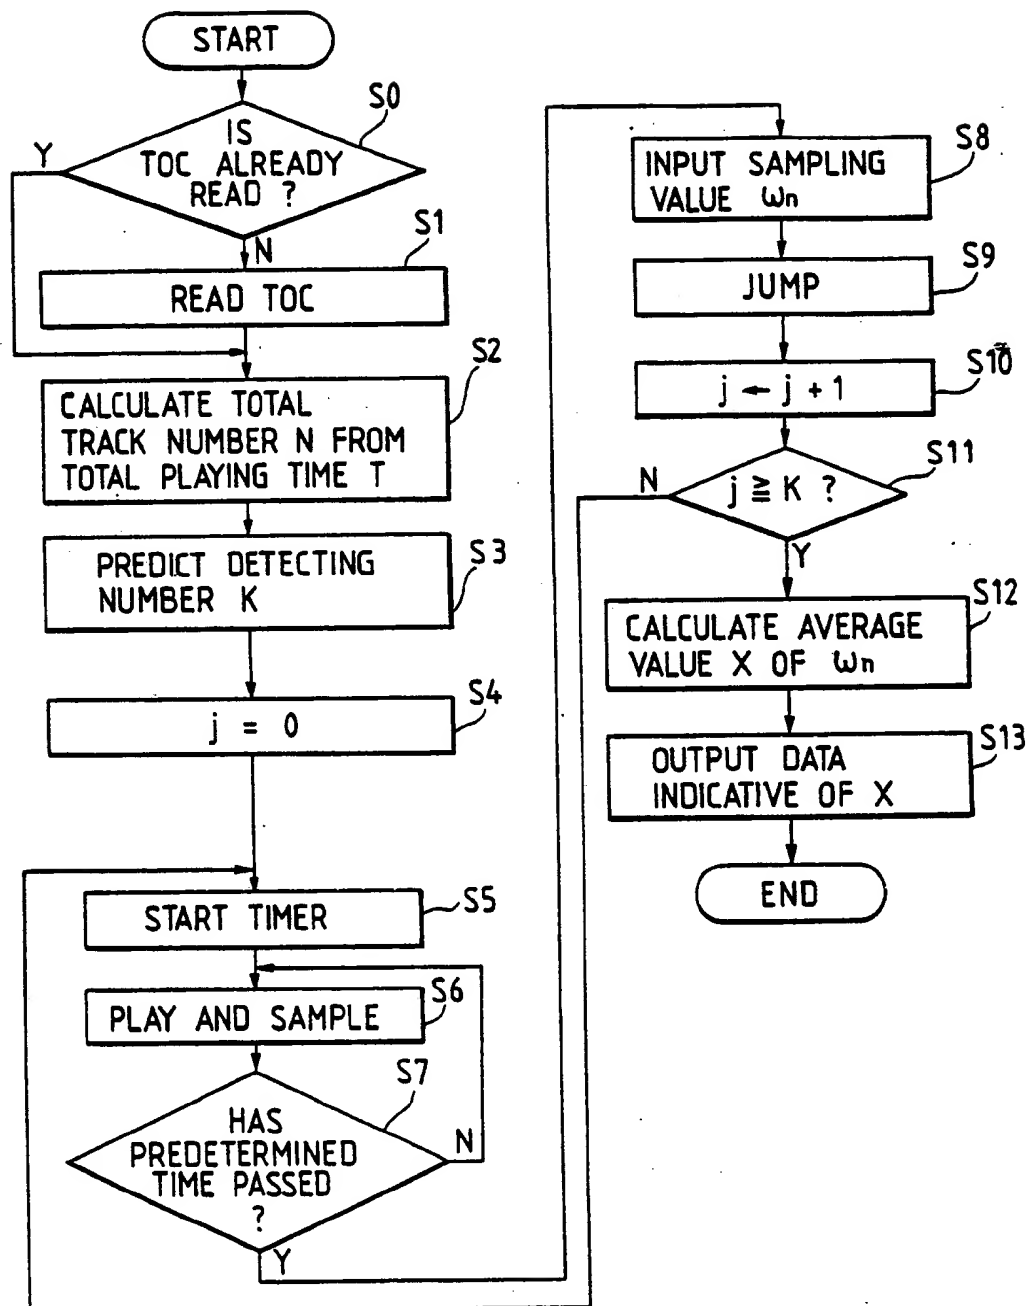 START
S0
IS
TOC ALREADY
READ ?
Y
N
S1
READ TOC
S2
CALCULATE TOTAL
TRACK NUMBER N FROM
TOTAL PLAYING TIME T
S3
PREDICT DETECTING
NUMBER K
S4
j = 0
S5
START TIMER
S6
PLAY AND SAMPLE
S7
HAS
PREDETERMINED
TIME PASSED
?
N
Y
S8
INPUT SAMPLING
VALUE ωn
S9
JUMP
S10
j ← j + 1
S11
j ≧ K ?
N
Y
S12
CALCULATE AVERAGE
VALUE X OF ωn
S13
OUTPUT DATA
INDICATIVE OF X
END